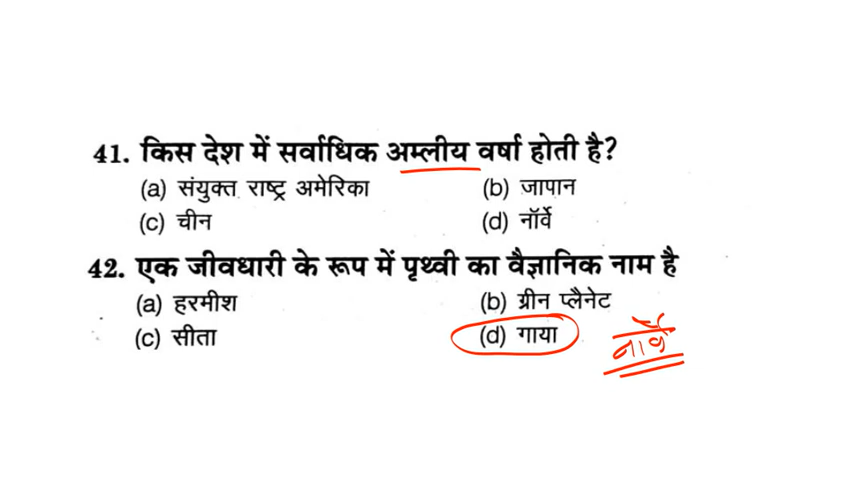 41. किस देश में सर्वाधिक अम्लीय वर्षा होती है?
(a) संयुक्त राष्ट्र अमेरिका (b) जापान
(c) चीन (d) नॉर्वे
42. एक जीवधारी के रूप में पृथ्वी का वैज्ञानिक नाम है
(a) हरमीश (b) ग्रीन प्लैनेट
(c) सीता (d) गाया
नार्वे